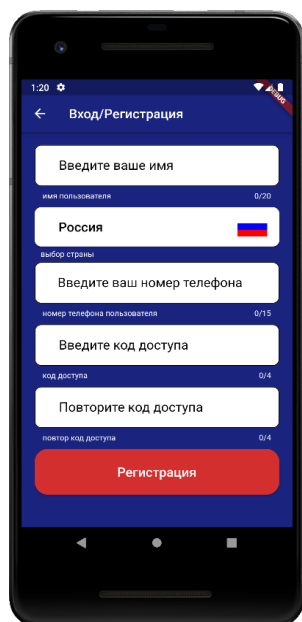 1:20
DEBUG
Вход/Регистрация
Введите ваше имя
имя пользователя 0/20
Россия
выбор страны
Введите ваш номер телефона
номер телефона пользователя 0/15
Введите код доступа
код доступа 0/4
Повторите код доступа
повтор код доступа 0/4
Регистрация